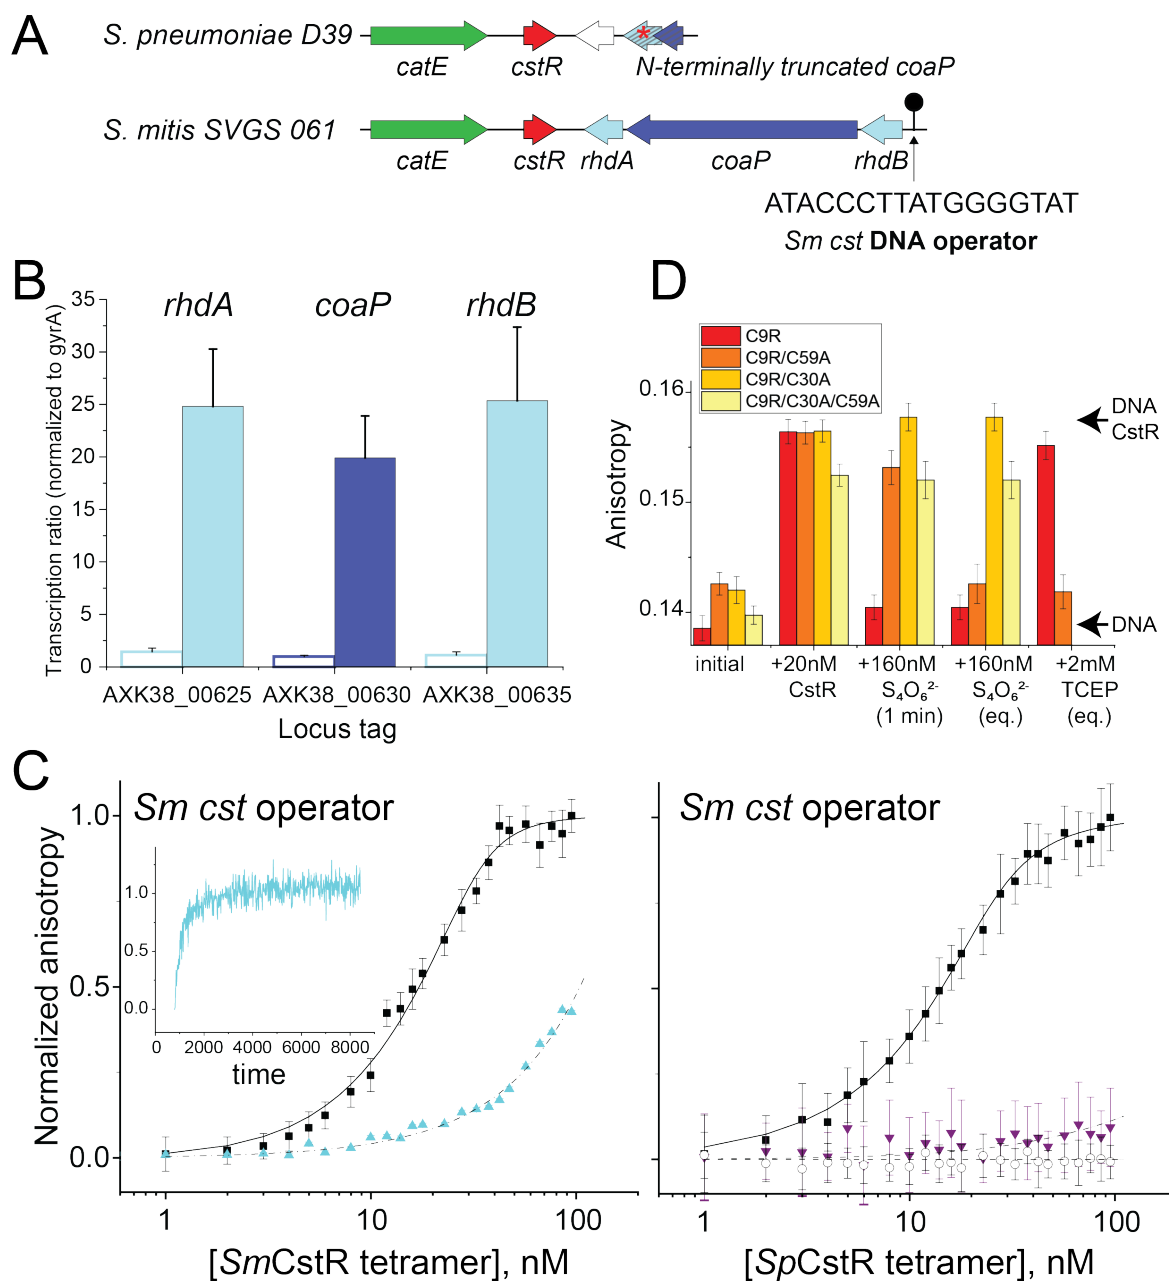 A
S. pneumoniae D39
catE
cstR
*
N-terminally truncated coaP
S. mitis SVGS 061
catE
cstR
rhdA
coaP
rhdB
ATACCCTTATGGGGTAT
Sm cst DNA operator
B
Transcription ratio (normalized to gyrA)
35
30
25
20
15
10
5
0
rhdA
coaP
rhdB
AXK38_00625
AXK38_00630
AXK38_00635
Locus tag
D
C9R
C9R/C59A
C9R/C30A
C9R/C30A/C59A
Anisotropy
0.16
0.15
0.14
DNA
CstR
DNA
initial
+20nM
CstR
+160nM
S₄O₆²⁻
(1 min)
+160nM
S₄O₆²⁻
(eq.)
+2mM
TCEP
(eq.)
C
Normalized anisotropy
1.0
0.5
0.0
Sm cst operator
1.0
0.5
0.0
0
2000
4000
6000
8000
time
1
10
100
[SmCstR tetramer], nM
Sm cst operator
1
10
100
[SpCstR tetramer], nM